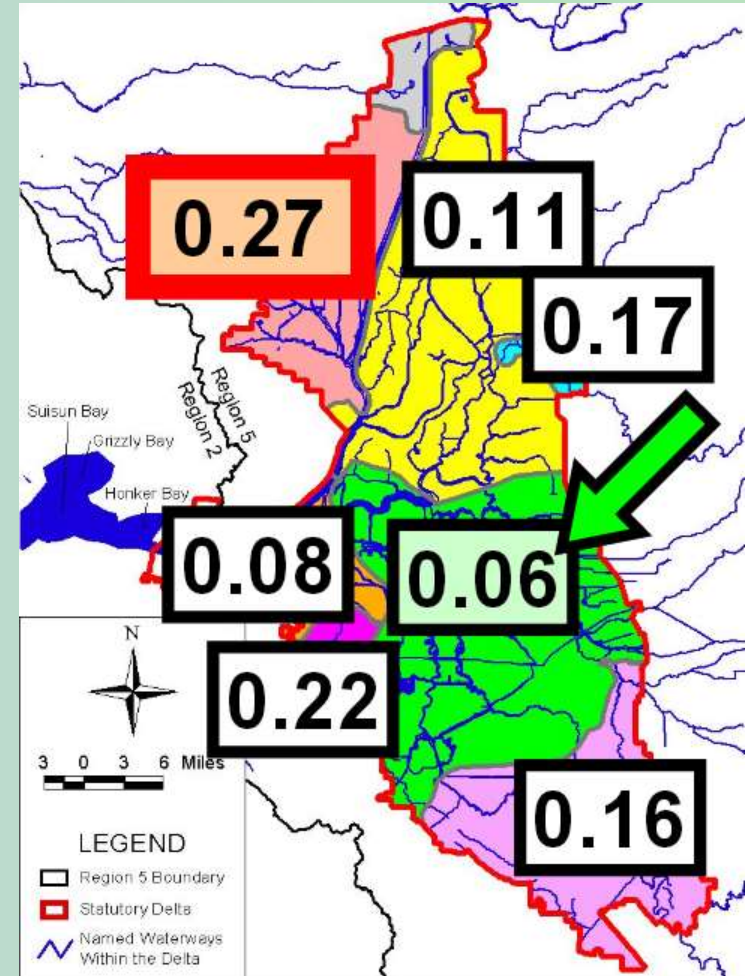 0.27
0.11
0.17
Region 5
Region 2
Suisun Bay
Grizzly Bay
Honker Bay
0.08
0.06
0.22
0.16
N
3 0 3 6 Miles
LEGEND
Region 5 Boundary
Statutory Delta
Named Waterways
Within the Delta